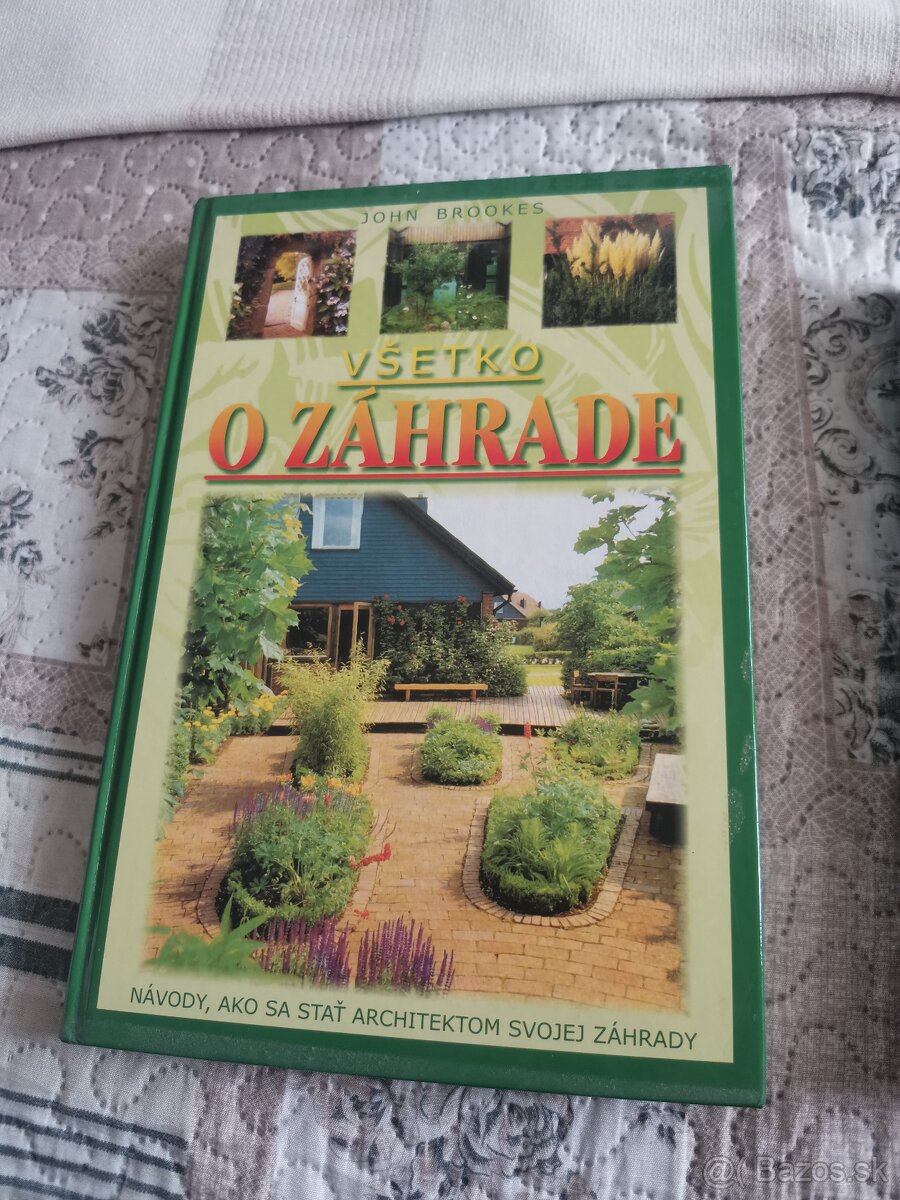 JOHN BROOKES
VŠETKO
O ZÁHRADE
NÁVODY, AKO SA STAŤ ARCHITEKTOM SVOJEJ ZÁHRADY
@ Bazos.sk